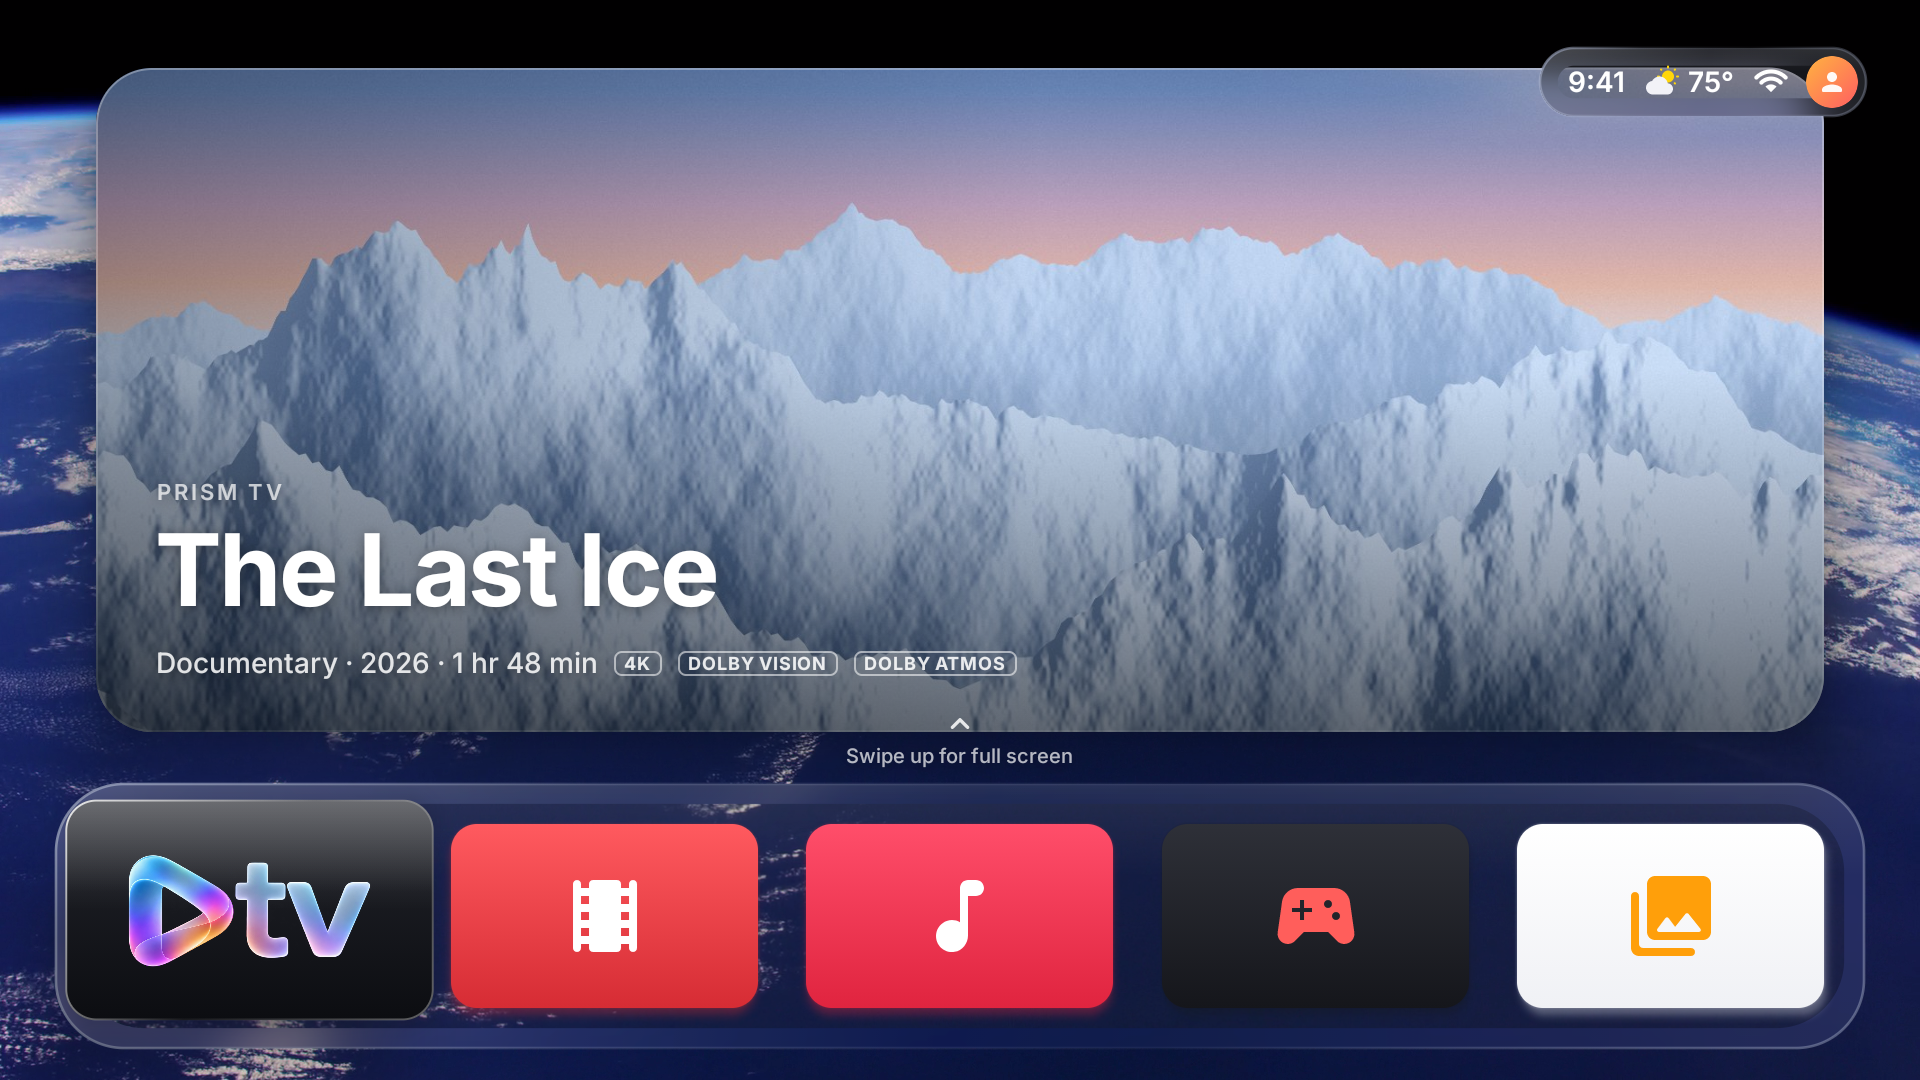 9:41 75°
PRISM TV
The Last Ice
Documentary · 2026 · 1 hr 48 min 4K DOLBY VISION DOLBY ATMOS
Swipe up for full screen
tv